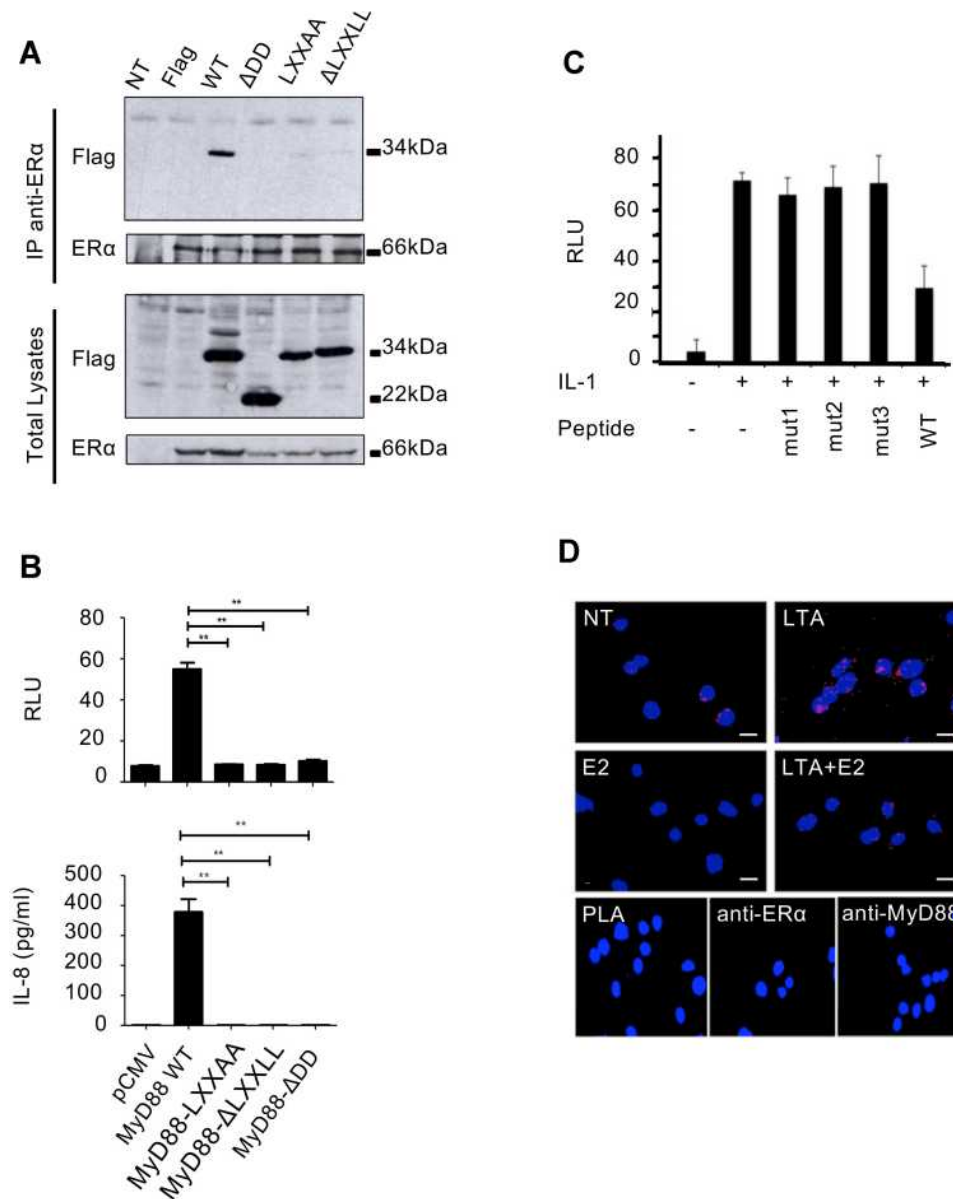 A
NT Flag WT ΔDD LXXAA ΔLXXLL
IP anti-ERα
Flag
34kDa
ERα
66kDa
Total Lysates
Flag
34kDa
22kDa
ERα
66kDa
B
80
60
40
20
0
RLU
** ** **
500
400
300
200
100
0
IL-8 (pg/ml)
** ** **
pCMV
MyD88 WT
MyD88-LXXAA
MyD88-ΔLXXLL
MyD88-ΔDD
C
80
60
40
20
0
RLU
IL-1 - + + + + +
Peptide - - mut1 mut2 mut3 WT
D
NT LTA
E2 LTA+E2
PLA anti-ERα anti-MyD88